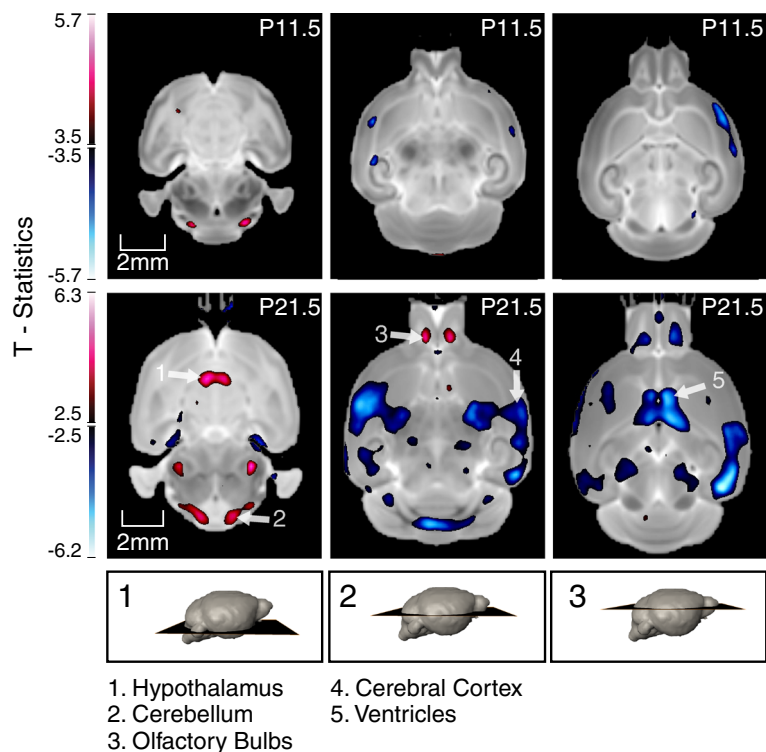 5.7
P11.5
P11.5
P11.5
3.5
-3.5
2mm
-5.7
T - Statistics
6.3
P21.5
P21.5
P21.5
3
4
1
5
2.5
-2.5
2
2mm
-6.2
1
2
3
1. Hypothalamus
2. Cerebellum
3. Olfactory Bulbs
4. Cerebral Cortex
5. Ventricles